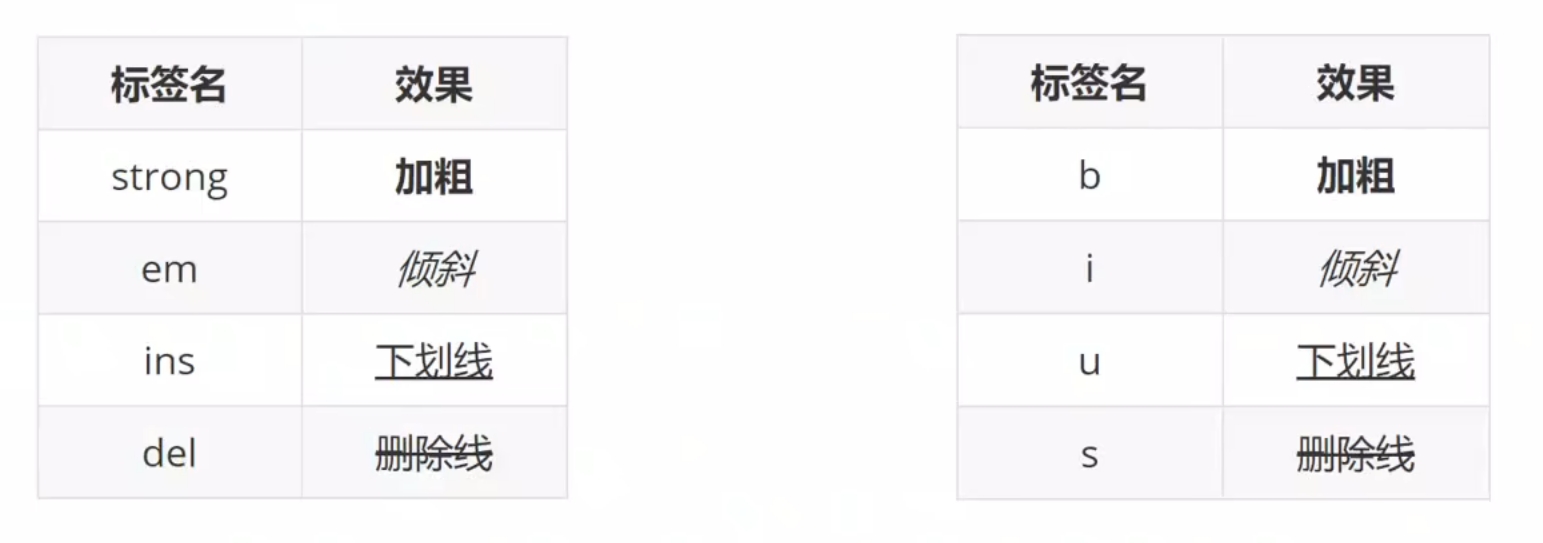 标签名 效果
strong 加粗
em 倾斜
ins 下划线
del 删除线
标签名 效果
b 加粗
i 倾斜
u 下划线
s 删除线